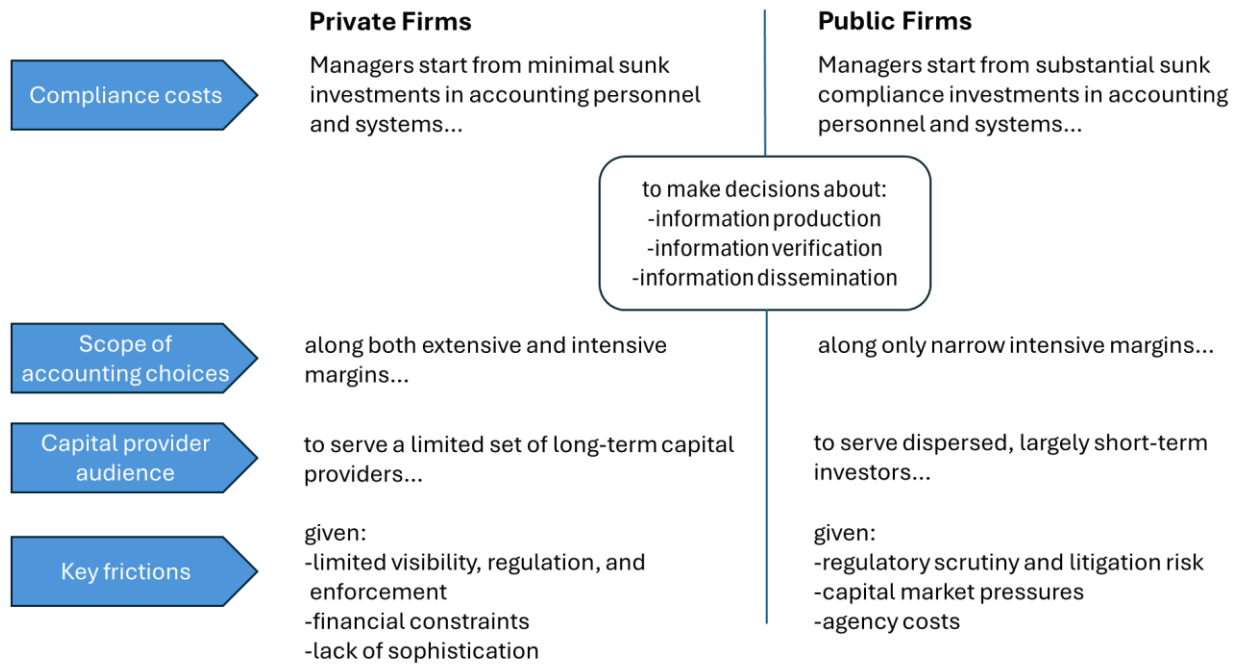 Private Firms
Public Firms
Compliance costs
Managers start from minimal sunk
investments in accounting personnel
and systems...
Managers start from substantial sunk
compliance investments in accounting
personnel and systems...
to make decisions about:
-information production
-information verification
-information dissemination
Scope of
accounting choices
along both extensive and intensive
margins...
along only narrow intensive margins...
Capital provider
audience
to serve a limited set of long-term capital
providers...
to serve dispersed, largely short-term
investors...
Key frictions
given:
-limited visibility, regulation, and
enforcement
-financial constraints
-lack of sophistication
given:
-regulatory scrutiny and litigation risk
-capital market pressures
-agency costs